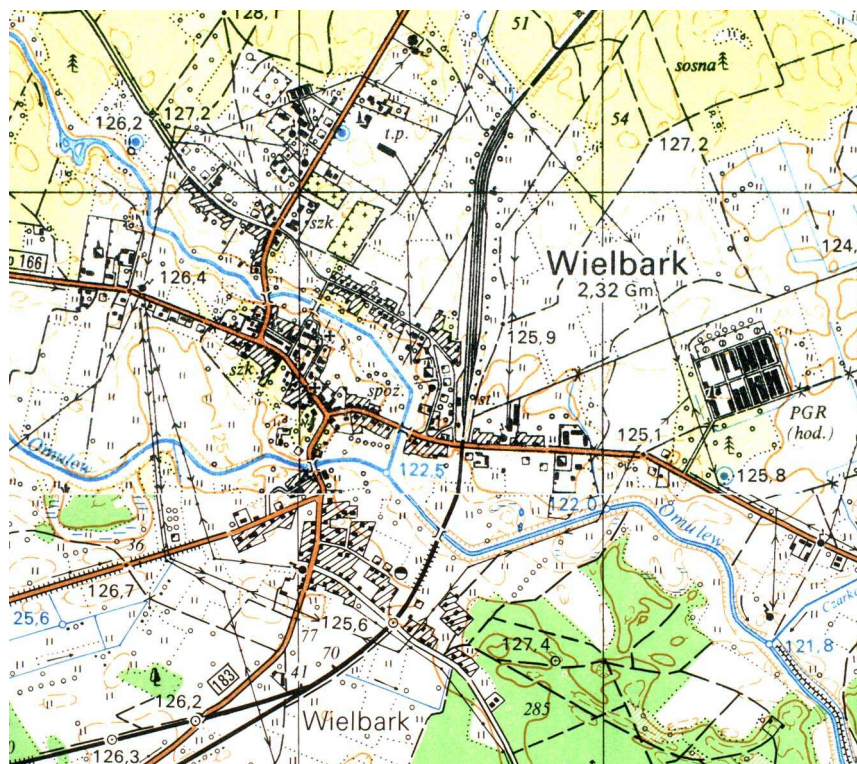 128,1
51
sosna
126,2
127,2
t.p.
54
127,2
szk
124,
166
Wielbark
2,32 Gm.
126,4
125,9
szk
spoż.
st.
PGR
(hod.)
125,1
Omulew
122,5
125,8
122,0
Omulew
36
126,7
25,6
125,6
77
70
Czarka
121,8
127,4
183
41
126,2
285
Wielbark
126,3